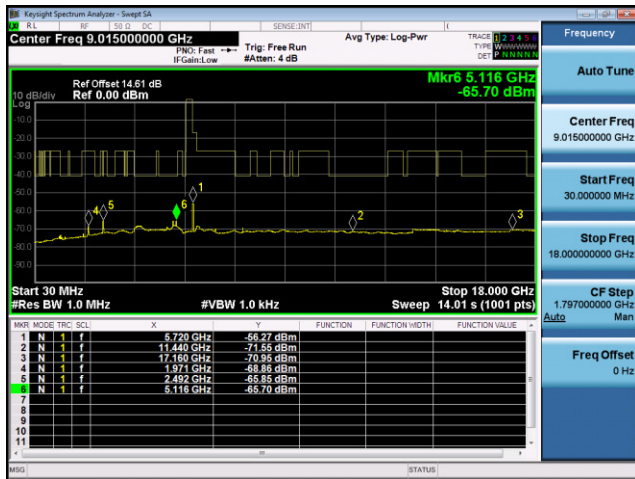 Keysight Spectrum Analyzer - Swept SA
RL RF 50 Ω DC SENSE:INT
Center Freq 9.015000000 GHz
PNO: Fast
IFGain:Low
Trig: Free Run
#Atten: 4 dB
Avg Type: Log-Pwr
TRACE 1 2 3 4 5 6
TYPE WWWWWW
DET P NNNNN
Ref Offset 14.61 dB
10 dB/div Ref 0.00 dBm
Log
Mkr6 5.116 GHz
-65.70 dBm
-10.0
-20.0
-30.0
-40.0
-50.0
-60.0
-70.0
-80.0
-90.0
4 5 6 1 2 3
Start 30 MHz Stop 18.000 GHz
#Res BW 1.0 MHz #VBW 1.0 kHz Sweep 14.01 s (1001 pts)
MKR MODE TRC SCL X Y FUNCTION FUNCTION WIDTH FUNCTION VALUE
1 N 1 f 5.720 GHz -56.27 dBm
2 N 1 f 11.440 GHz -71.55 dBm
3 N 1 f 17.160 GHz -70.95 dBm
4 N 1 f 1.971 GHz -68.86 dBm
5 N 1 f 2.492 GHz -65.85 dBm
6 N 1 f 5.116 GHz -65.70 dBm
7
8
9
10
11
MSG STATUS
Frequency
Auto Tune
Center Freq
9.015000000 GHz
Start Freq
30.000000 MHz
Stop Freq
18.000000000 GHz
CF Step
1.797000000 GHz
Auto Man
Freq Offset
0 Hz